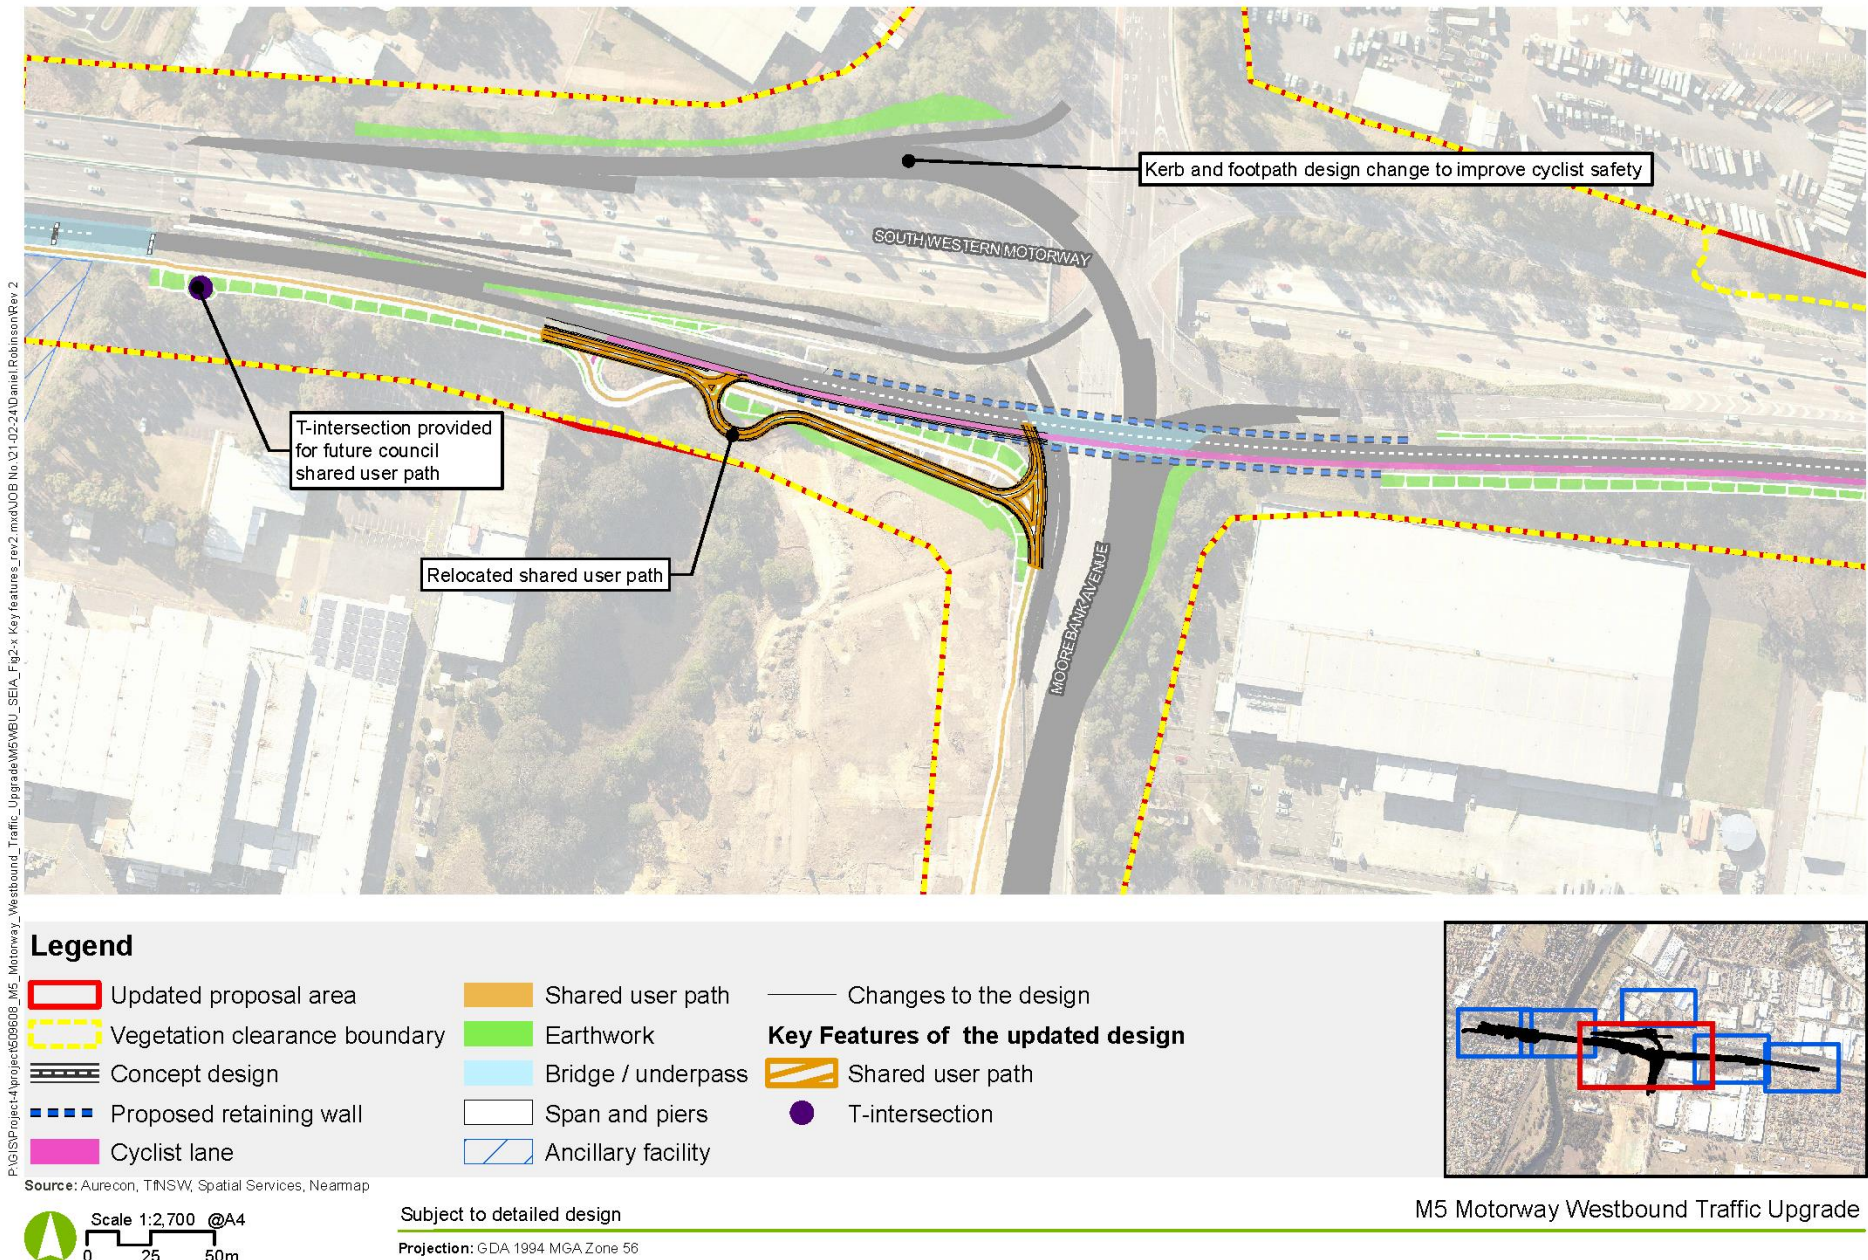 Kerb and footpath design change to improve cyclist safety
SOUTH WESTERN MOTORWAY
T-intersection provided
for future council
shared user path
Relocated shared user path
MOOREBANK AVENUE
P:\GIS\Project-4\project\509608_M5_Motorway_Westbound_Traffic_Upgrade\M5WBU_SEIA_Fig2-x Key features_rev2.mxd\JOB No.\21-02-24\Daniel.Robinson\Rev 2
Legend
Updated proposal area
Vegetation clearance boundary
Concept design
Proposed retaining wall
Cyclist lane
Shared user path
Earthwork
Bridge / underpass
Span and piers
Ancillary facility
Changes to the design
Key Features of the updated design
Shared user path
T-intersection
Source: Aurecon, TfNSW, Spatial Services, Nearmap
Scale 1:2,700 @A4
0 25 50m
Subject to detailed design
M5 Motorway Westbound Traffic Upgrade
Projection: GDA 1994 MGA Zone 56